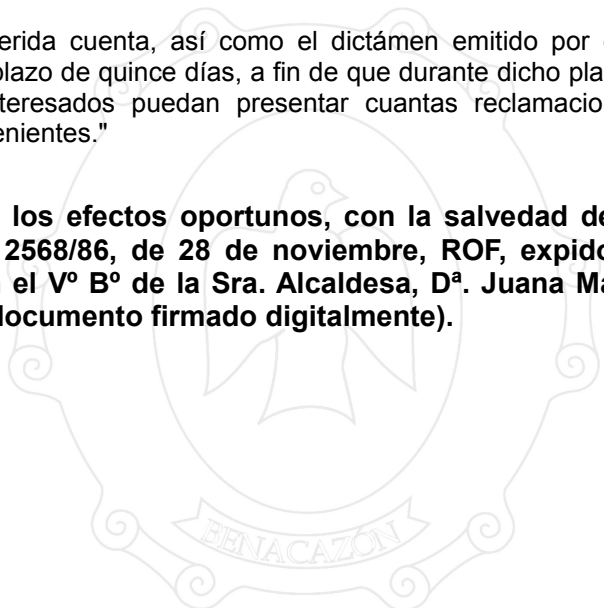 erida cuenta, así como el dictámen emitido por
plazo de quince días, a fin de que durante dicho pla
teresados puedan presentar cuantas reclamacio
enientes."
los efectos oportunos, con la salvedad de
2568/86, de 28 de noviembre, ROF, expido
el Vº Bº de la Sra. Alcaldesa, Dª. Juana Ma
documento firmado digitalmente).
BENACAZÓN